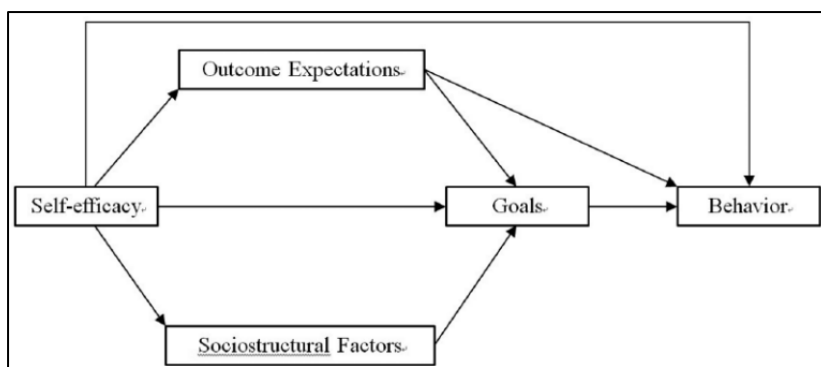 Outcome Expectations
Self-efficacy
Goals
Behavior
Sociostructural Factors